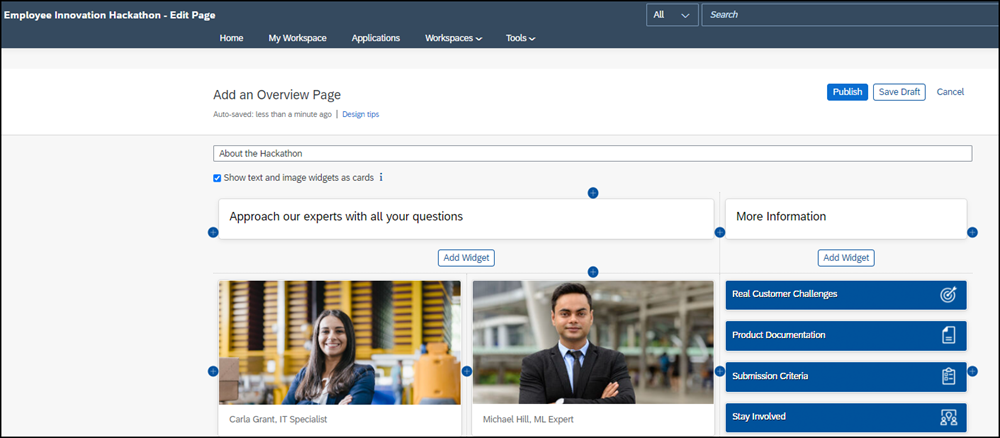 Employee Innovation Hackathon - Edit Page
All
Search
Home My Workspace Applications Workspaces Tools
Add an Overview Page
Publish Save Draft Cancel
Auto-saved: less than a minute ago | Design tips
About the Hackathon
Show text and image widgets as cards i
Approach our experts with all your questions
More Information
Add Widget
Add Widget
Real Customer Challenges
Product Documentation
Submission Criteria
Stay Involved
Carla Grant, IT Specialist
Michael Hill, ML Expert